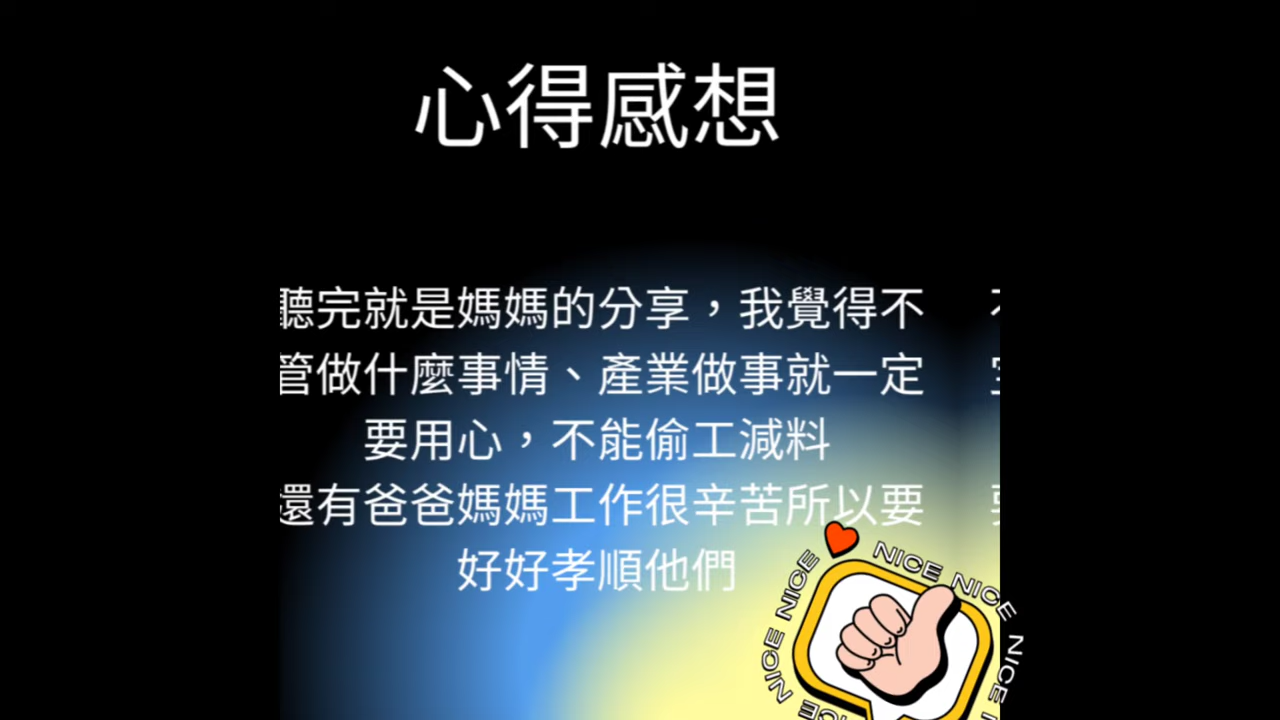 心得感想
聽完就是媽媽的分享，我覺得不
管做什麼事情、產業做事就一定
要用心，不能偷工減料
還有爸爸媽媽工作很辛苦所以要
好好孝順他們
NICE NICE NICE NICE NICE